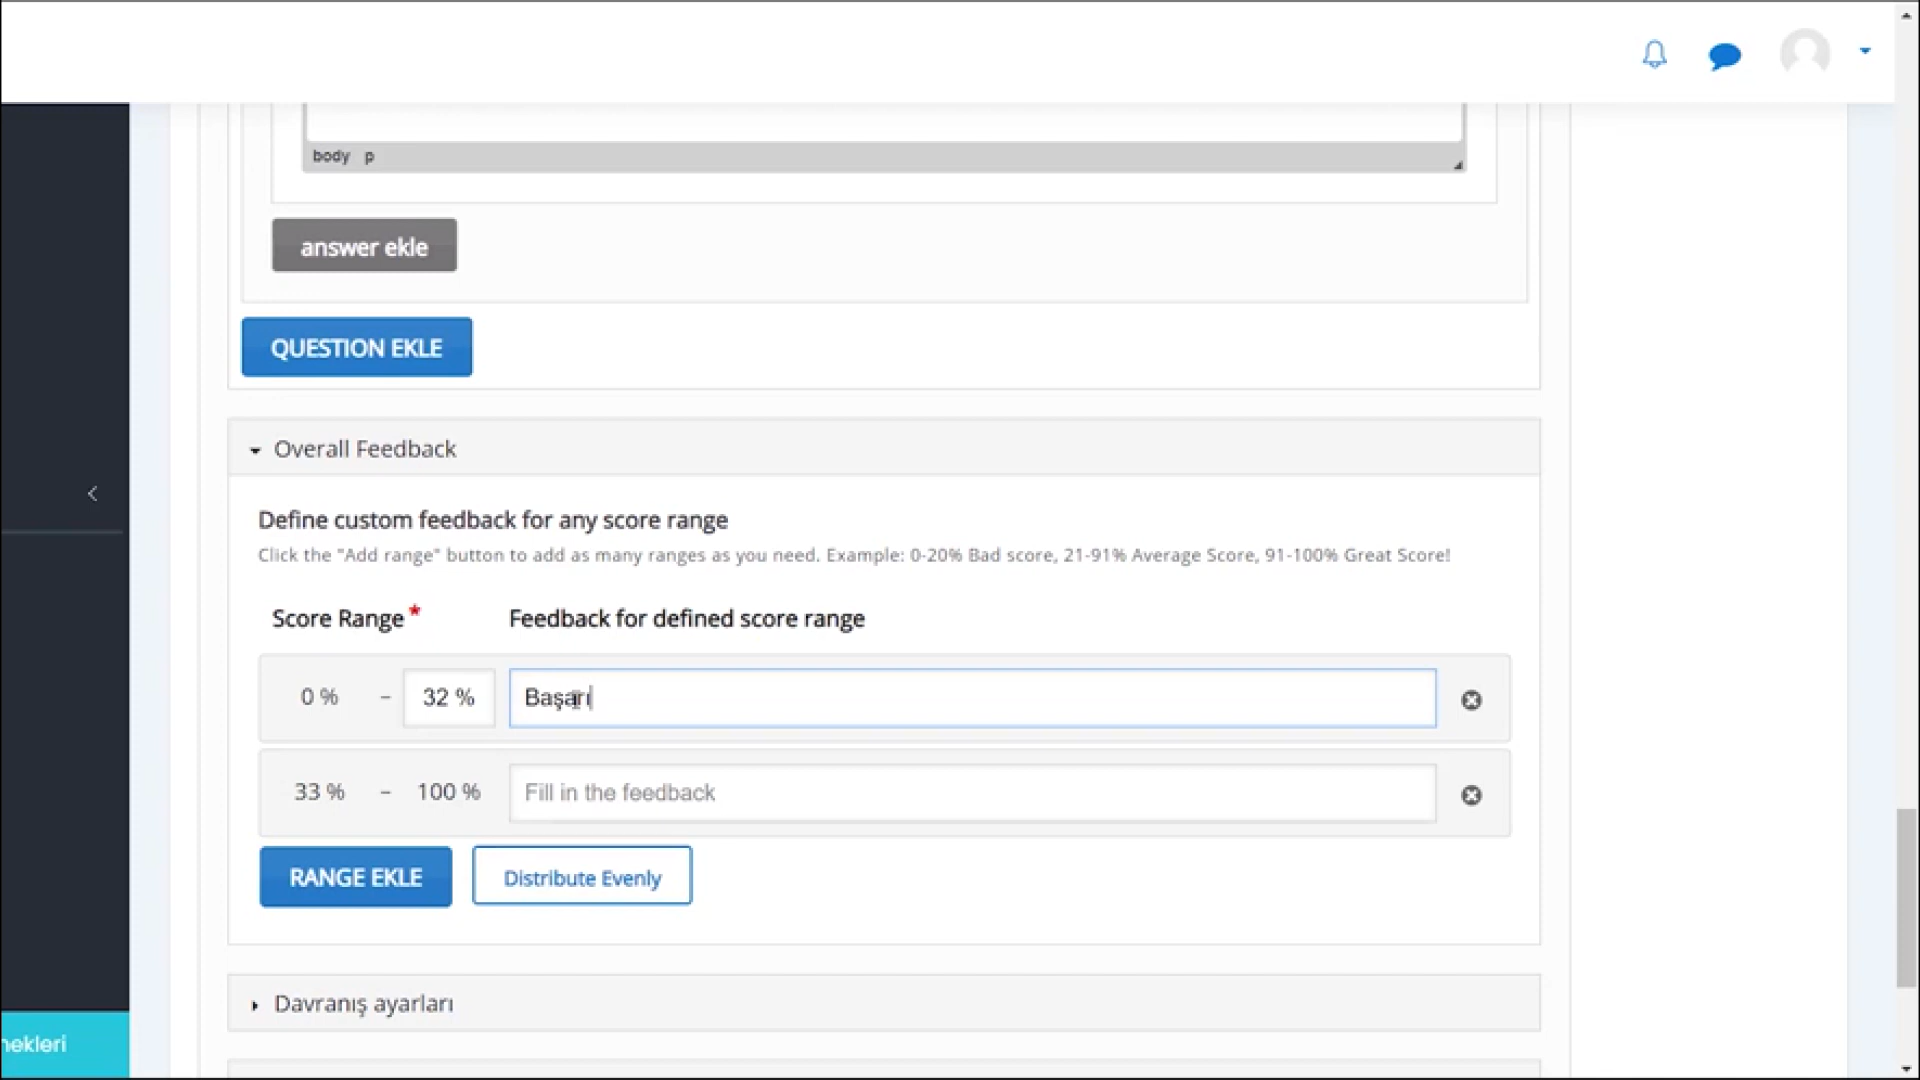 body p
answer ekle
QUESTION EKLE
Overall Feedback
Define custom feedback for any score range
Click the "Add range" button to add as many ranges as you need. Example: 0-20% Bad score, 21-91% Average Score, 91-100% Great Score!
Score Range * Feedback for defined score range
0 % – 32 % Başarı
33 % – 100 % Fill in the feedback
RANGE EKLE Distribute Evenly
Davranış ayarları
nekleri